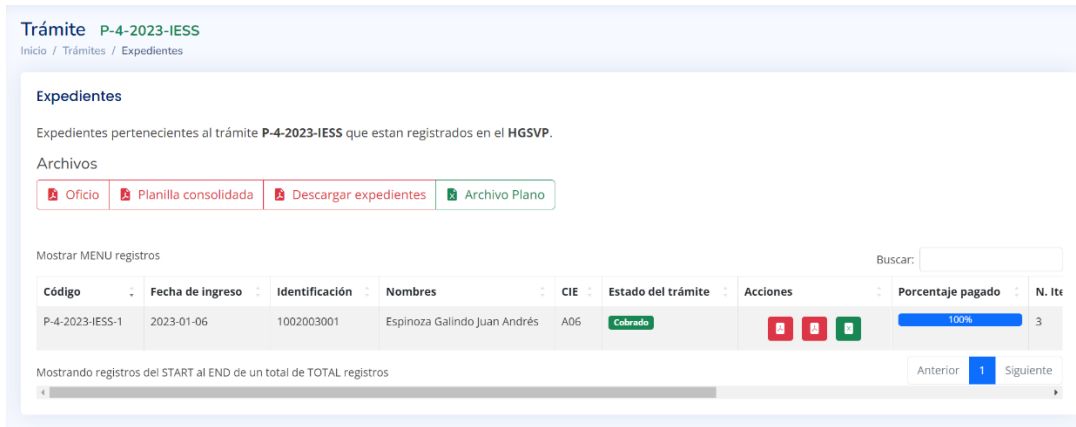 Trámite P-4-2023-IESS
Inicio / Trámites / Expedientes
Expedientes
Expedientes pertenecientes al trámite P-4-2023-IESS que estan registrados en el HGSVP.
Archivos
Oficio Planilla consolidada Descargar expedientes Archivo Plano
Mostrar MENU registros Buscar:
Código Fecha de ingreso Identificación Nombres CIE Estado del trámite Acciones Porcentaje pagado N. Ite
P-4-2023-IESS-1 2023-01-06 1002003001 Espinoza Galindo Juan Andrés A06 Cobrado 100% 3
Mostrando registros del START al END de un total de TOTAL registros Anterior 1 Siguiente